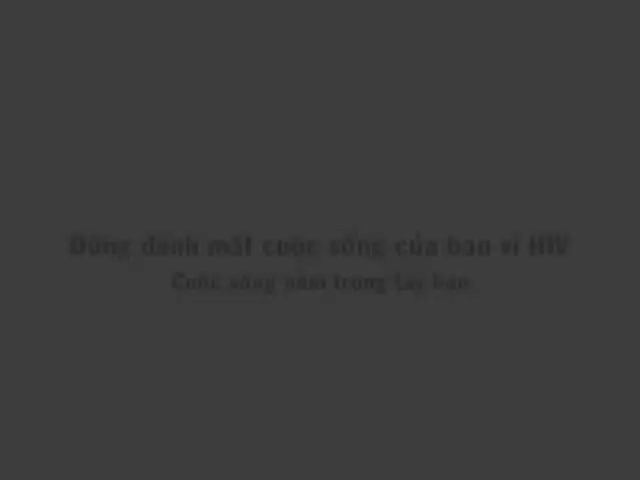 Đừng đánh mất cuộc sống của bạn vì HIV
Cuộc sống nằm trong tay bạn